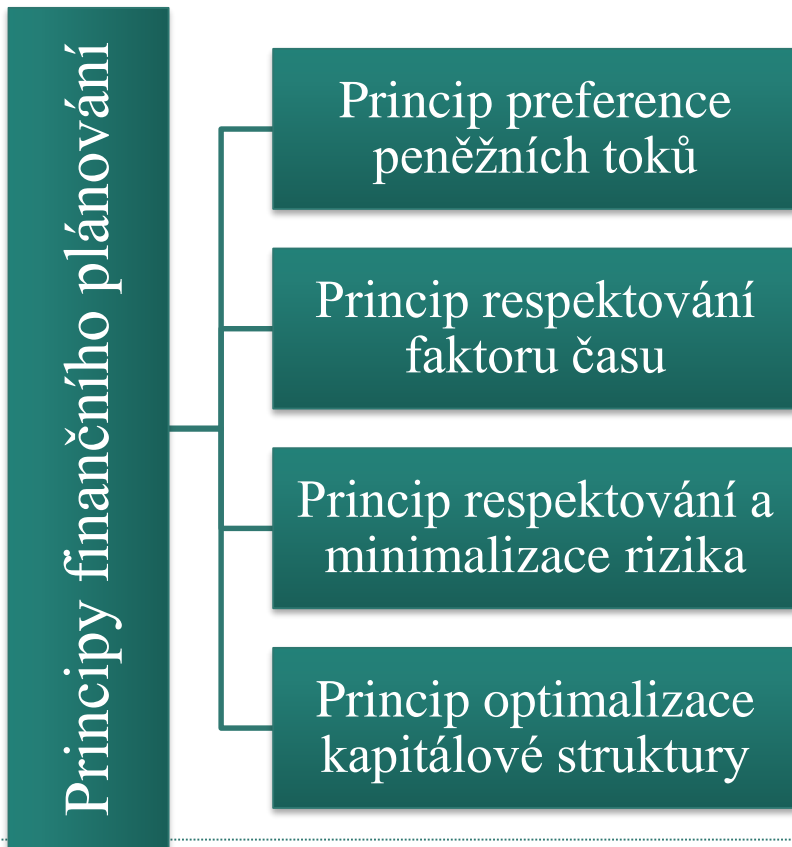 Principy finančního plánování
Princip preference
peněžních toků
Princip respektování
faktoru času
Princip respektování a
minimalizace rizika
Princip optimalizace
kapitálové struktury